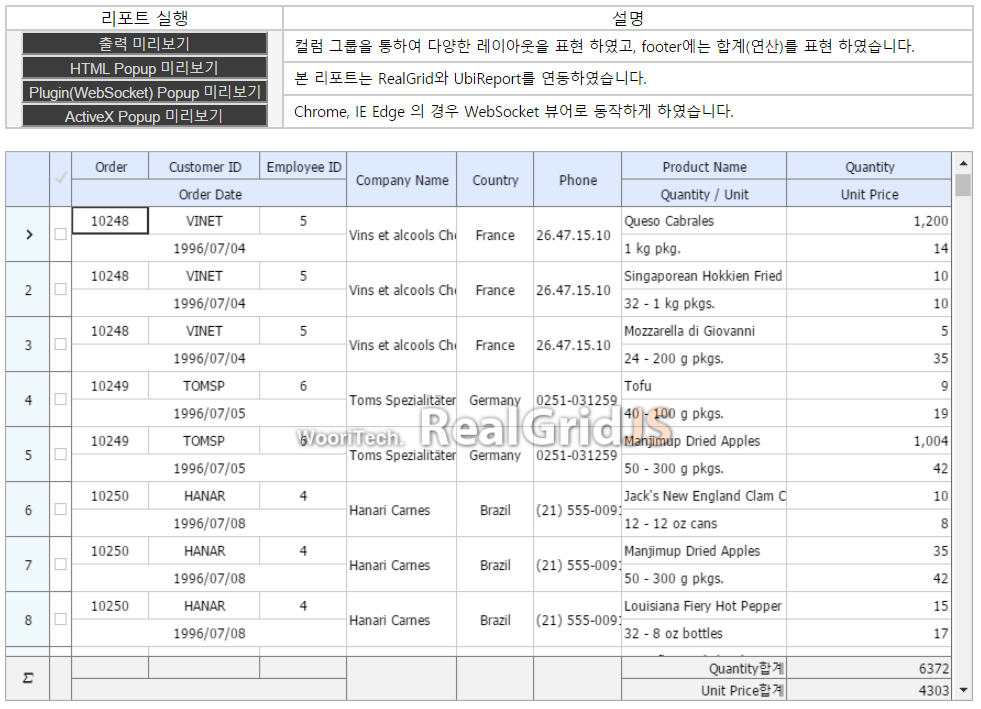 리포트 실행 설명
출력 미리보기
HTML Popup 미리보기
Plugin(WebSocket) Popup 미리보기
ActiveX Popup 미리보기
컬럼 그룹을 통하여 다양한 레이아웃을 표현 하였고, footer에는 합계(연산)를 표현 하였습니다.
본 리포트는 RealGrid와 UbiReport를 연동하였습니다.
Chrome, IE Edge 의 경우 WebSocket 뷰어로 동작하게 하였습니다.
Order Customer ID Employee ID Company Name Country Phone Product Name Quantity
Order Date Quantity / Unit Unit Price
10248 VINET 5 Vins et alcools Che France 26.47.15.10 Queso Cabrales 1,200
1996/07/04 1 kg pkg. 14
2 10248 VINET 5 Vins et alcools Che France 26.47.15.10 Singaporean Hokkien Fried 10
1996/07/04 32 - 1 kg pkgs. 10
3 10248 VINET 5 Vins et alcools Che France 26.47.15.10 Mozzarella di Giovanni 5
1996/07/04 24 - 200 g pkgs. 35
4 10249 TOMSP 6 Toms Spezialitäten Germany 0251-031259 Tofu 9
1996/07/05 40 - 100 g pkgs. 19
WooriTech. RealGridJS
5 10249 TOMSP 6 Toms Spezialitäten Germany 0251-031259 Manjimup Dried Apples 1,004
1996/07/05 50 - 300 g pkgs. 42
6 10250 HANAR 4 Hanari Carnes Brazil (21) 555-0091 Jack's New England Clam C 10
1996/07/08 12 - 12 oz cans 8
7 10250 HANAR 4 Hanari Carnes Brazil (21) 555-0091 Manjimup Dried Apples 35
1996/07/08 50 - 300 g pkgs. 42
8 10250 HANAR 4 Hanari Carnes Brazil (21) 555-0091 Louisiana Fiery Hot Pepper 15
1996/07/08 32 - 8 oz bottles 17
Σ Quantity합계 6372
Unit Price합계 4303